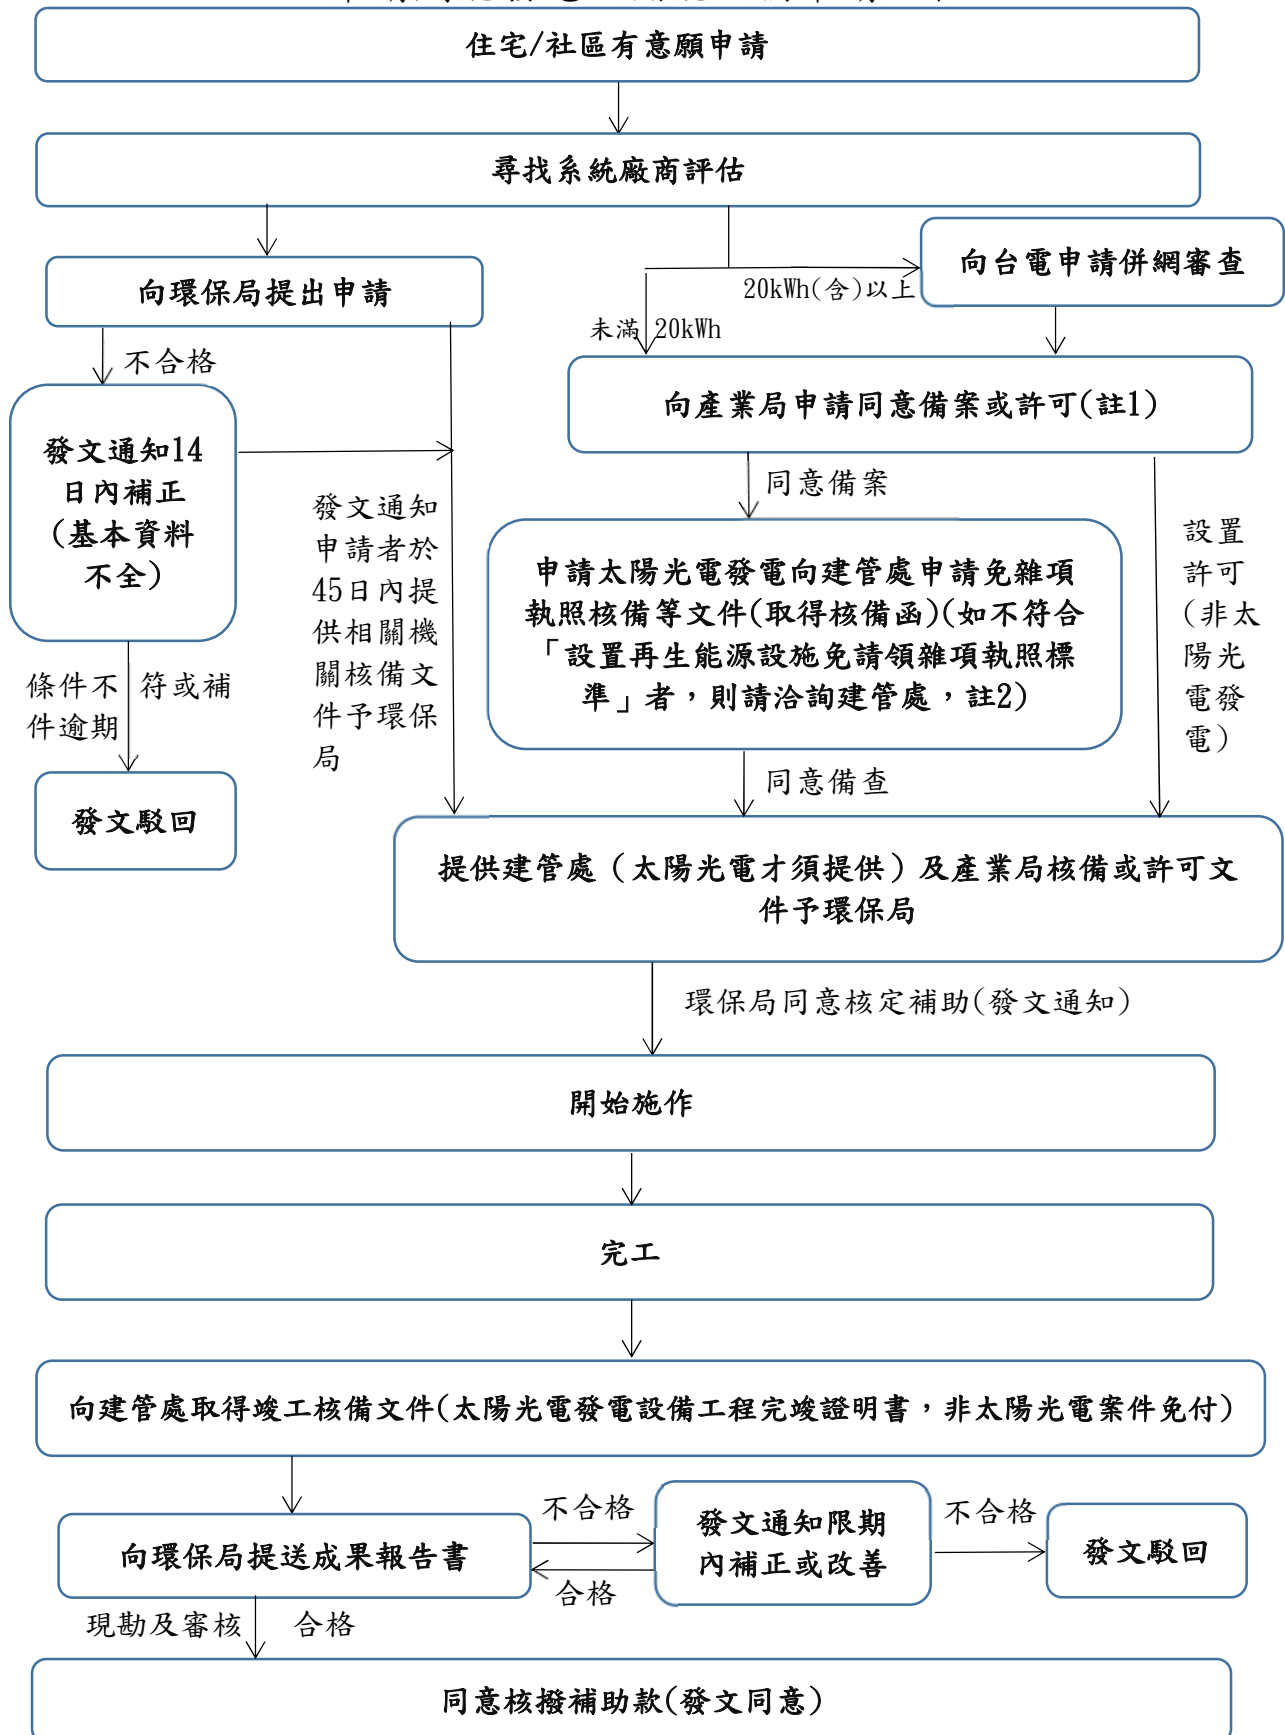 住宅/社區有意願申請
尋找系統廠商評估
向台電申請併網審查
向環保局提出申請
20kWh(含)以上
未滿 20kWh
不合格
向產業局申請同意備案或許可(註1)
發文通知14
日內補正
(基本資料
不全)
同意備案
發文通知
申請者於
45日內提
供相關機
關核備文
件予環保
局
設置
許可
(非太
陽光
電發
電)
申請太陽光電發電向建管處申請免雜項
執照核備等文件(取得核備函)(如不符合
「設置再生能源設施免請領雜項執照標
準」者，則請洽詢建管處，註2)
條件不符或補
件逾期
同意備查
發文駁回
提供建管處（太陽光電才須提供）及產業局核備或許可文
件予環保局
環保局同意核定補助(發文通知)
開始施作
完工
向建管處取得竣工核備文件(太陽光電發電設備工程完竣證明書，非太陽光電案件免付)
向環保局提送成果報告書
不合格
合格
發文通知限期
內補正或改善
不合格
發文駁回
現勘及審核 合格
同意核撥補助款(發文同意)